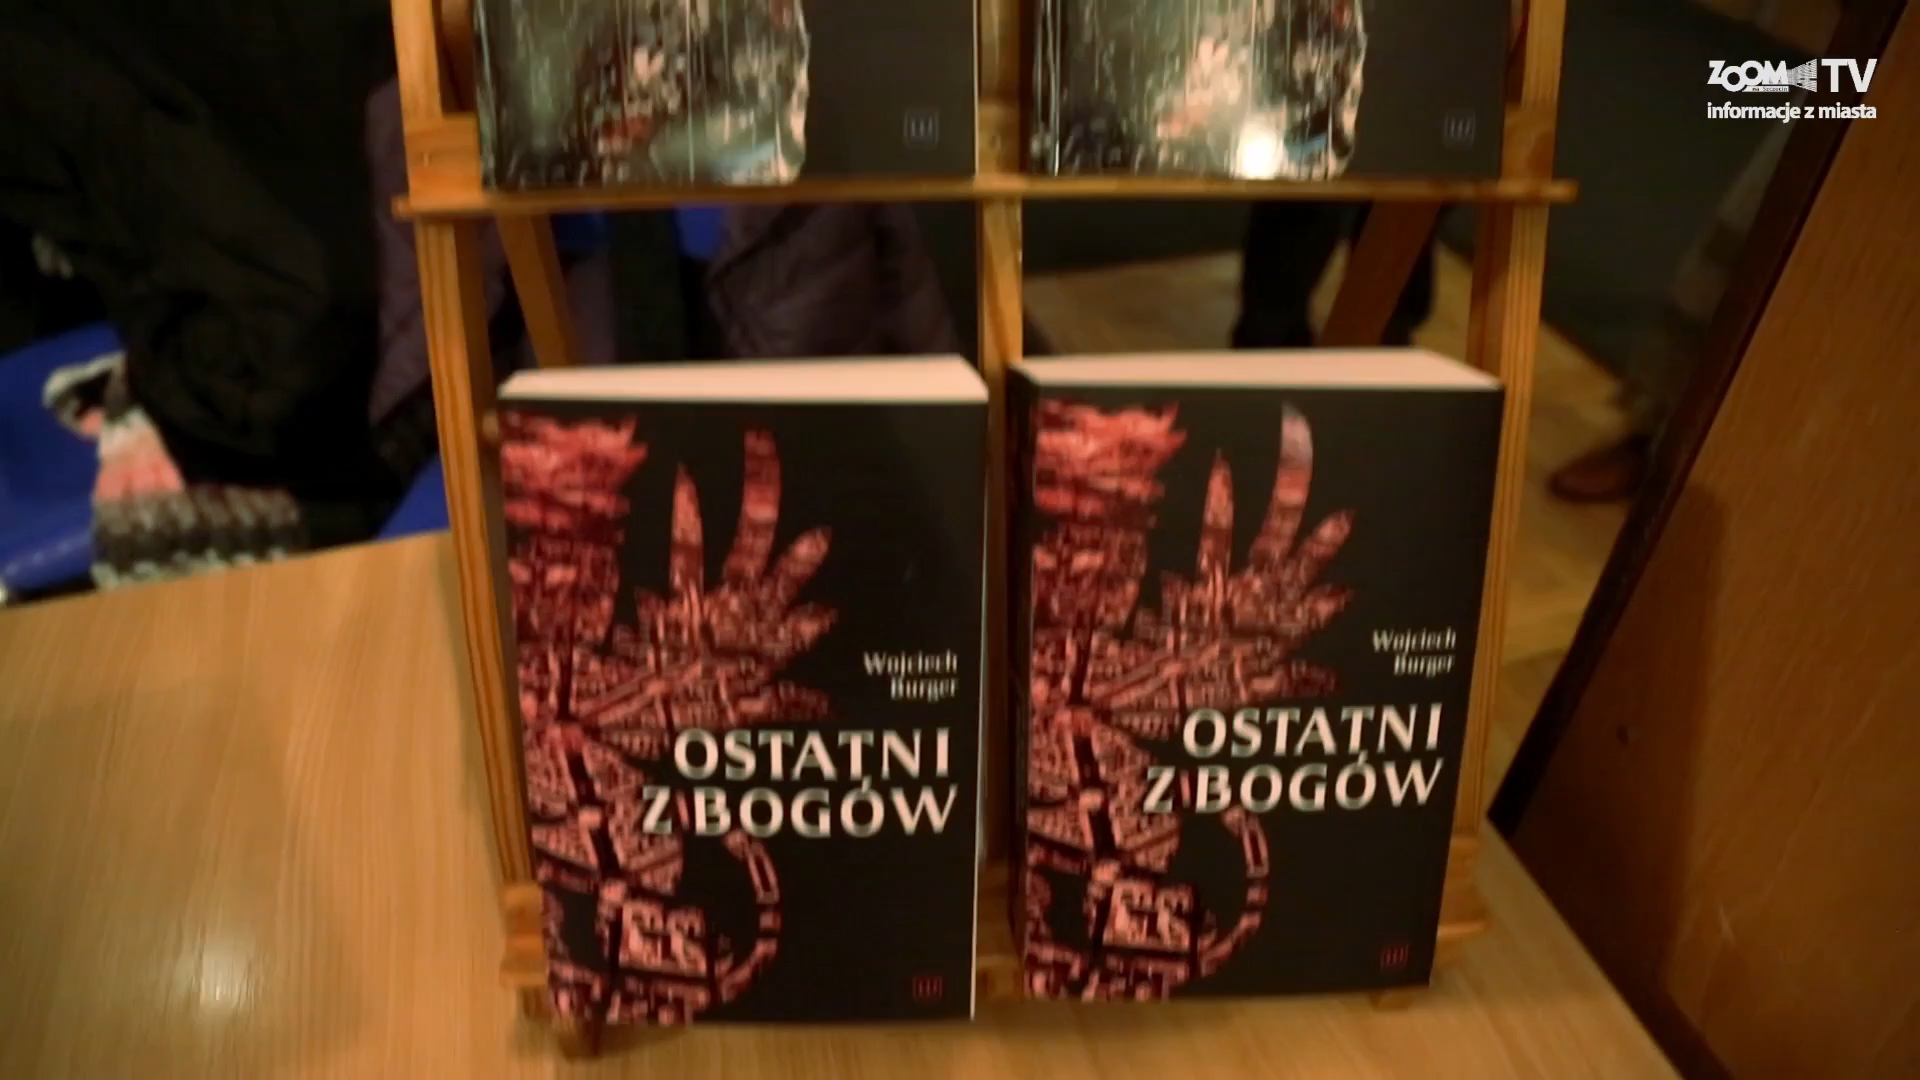 ZOOM TV
informacje z miasta
Wojciech
Burger
OSTATNI
Z BOGÓW
Wojciech
Burger
OSTATNI
Z BOGÓW